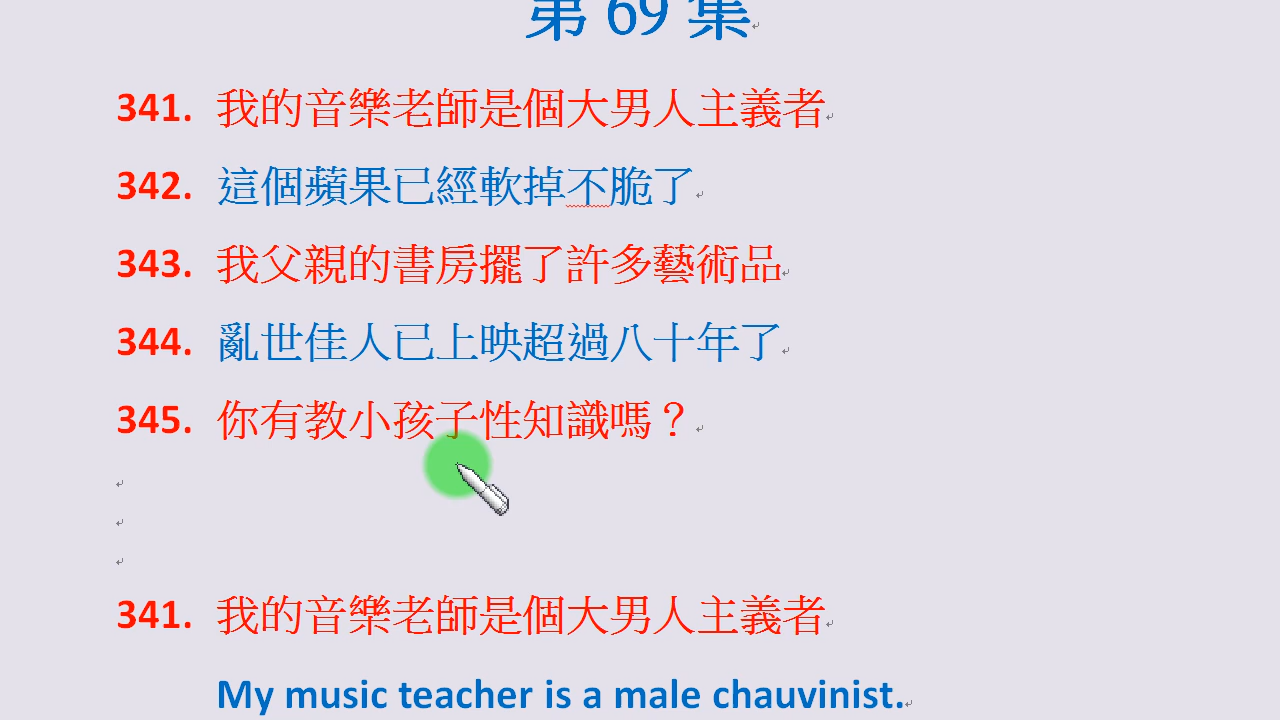 第 69 集
341. 我的音樂老師是個大男人主義者
342. 這個蘋果已經軟掉不脆了
343. 我父親的書房擺了許多藝術品
344. 亂世佳人已上映超過八十年了
345. 你有教小孩子性知識嗎？
341. 我的音樂老師是個大男人主義者
My music teacher is a male chauvinist.